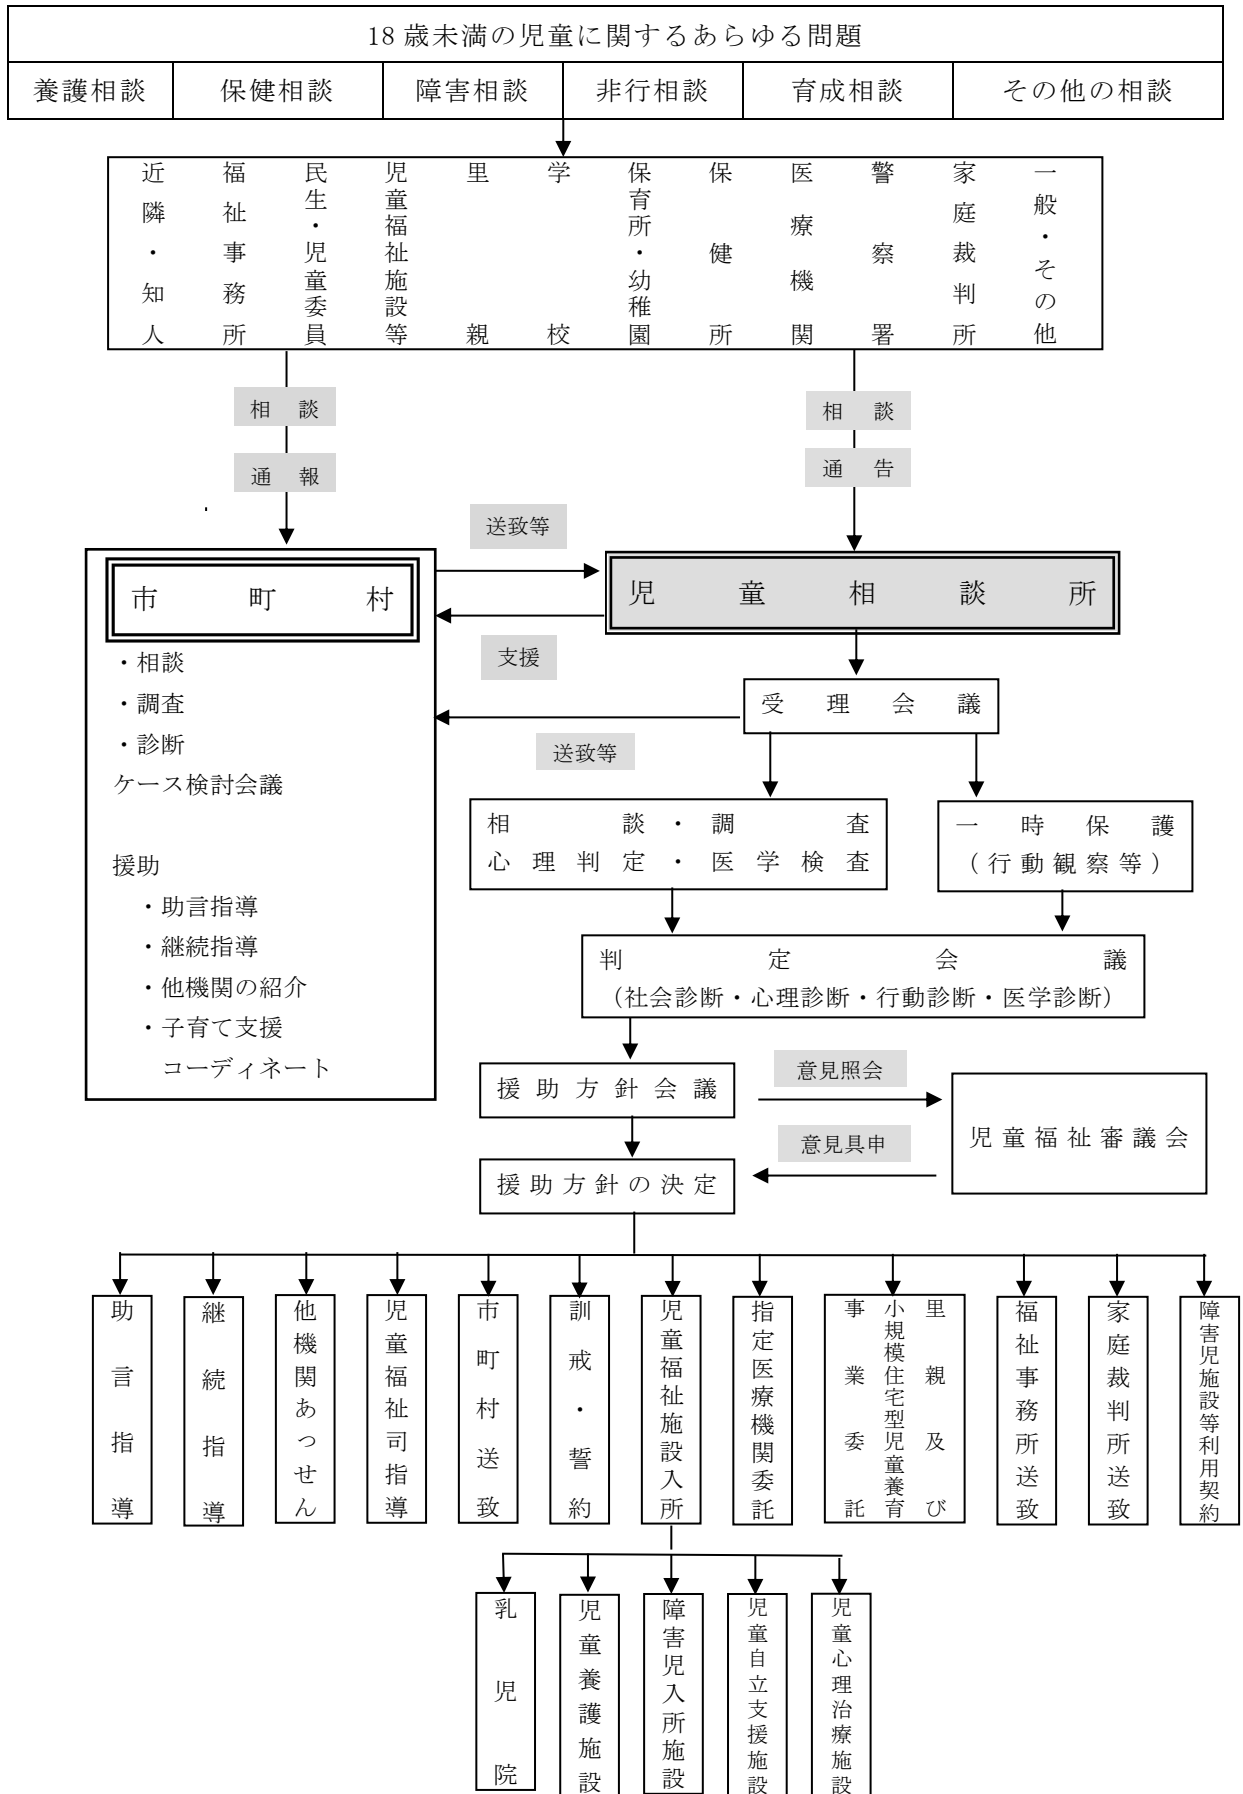 18 歳未満の児童に関するあらゆる問題
養護相談
保健相談
障害相談
非行相談
育成相談
その他の相談
近隣・知人
福祉事務所
民生・児童委員
児童福祉施設等
里親
学校
保育所・幼稚園
保健所
医療機関
警察署
家庭裁判所
一般・その他
相談
通報
相談
通告
送致等
市町村
児童相談所
支援
・相談
・調査
・診断
ケース検討会議
援助
・助言指導
・継続指導
・他機関の紹介
・子育て支援
コーディネート
受理会議
送致等
相談・調査
心理判定・医学検査
一時保護
(行動観察等)
判定会議
(社会診断・心理診断・行動診断・医学診断)
援助方針会議
意見照会
児童福祉審議会
意見具申
援助方針の決定
助言指導
継続指導
他機関あっせん
児童福祉司指導
市町村送致
訓戒・誓約
児童福祉施設入所
指定医療機関委託
里親及び
小規模住宅型児童養育
事業委託
福祉事務所送致
家庭裁判所送致
障害児施設等利用契約
乳児院
児童養護施設
障害児入所施設
児童自立支援施設
児童心理治療施設